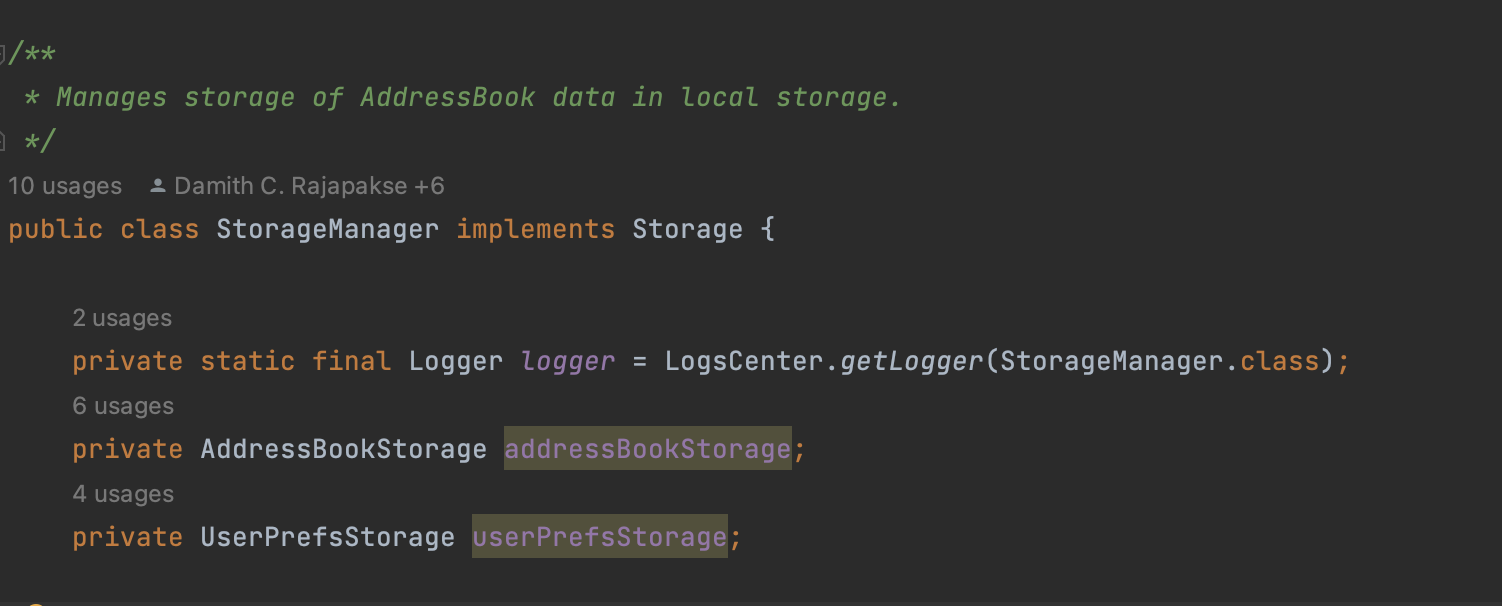 /**
* Manages storage of AddressBook data in local storage.
*/
10 usages Damith C. Rajapakse +6
public class StorageManager implements Storage {
2 usages
private static final Logger logger = LogsCenter.getLogger(StorageManager.class);
6 usages
private AddressBookStorage addressBookStorage;
4 usages
private UserPrefsStorage userPrefsStorage;